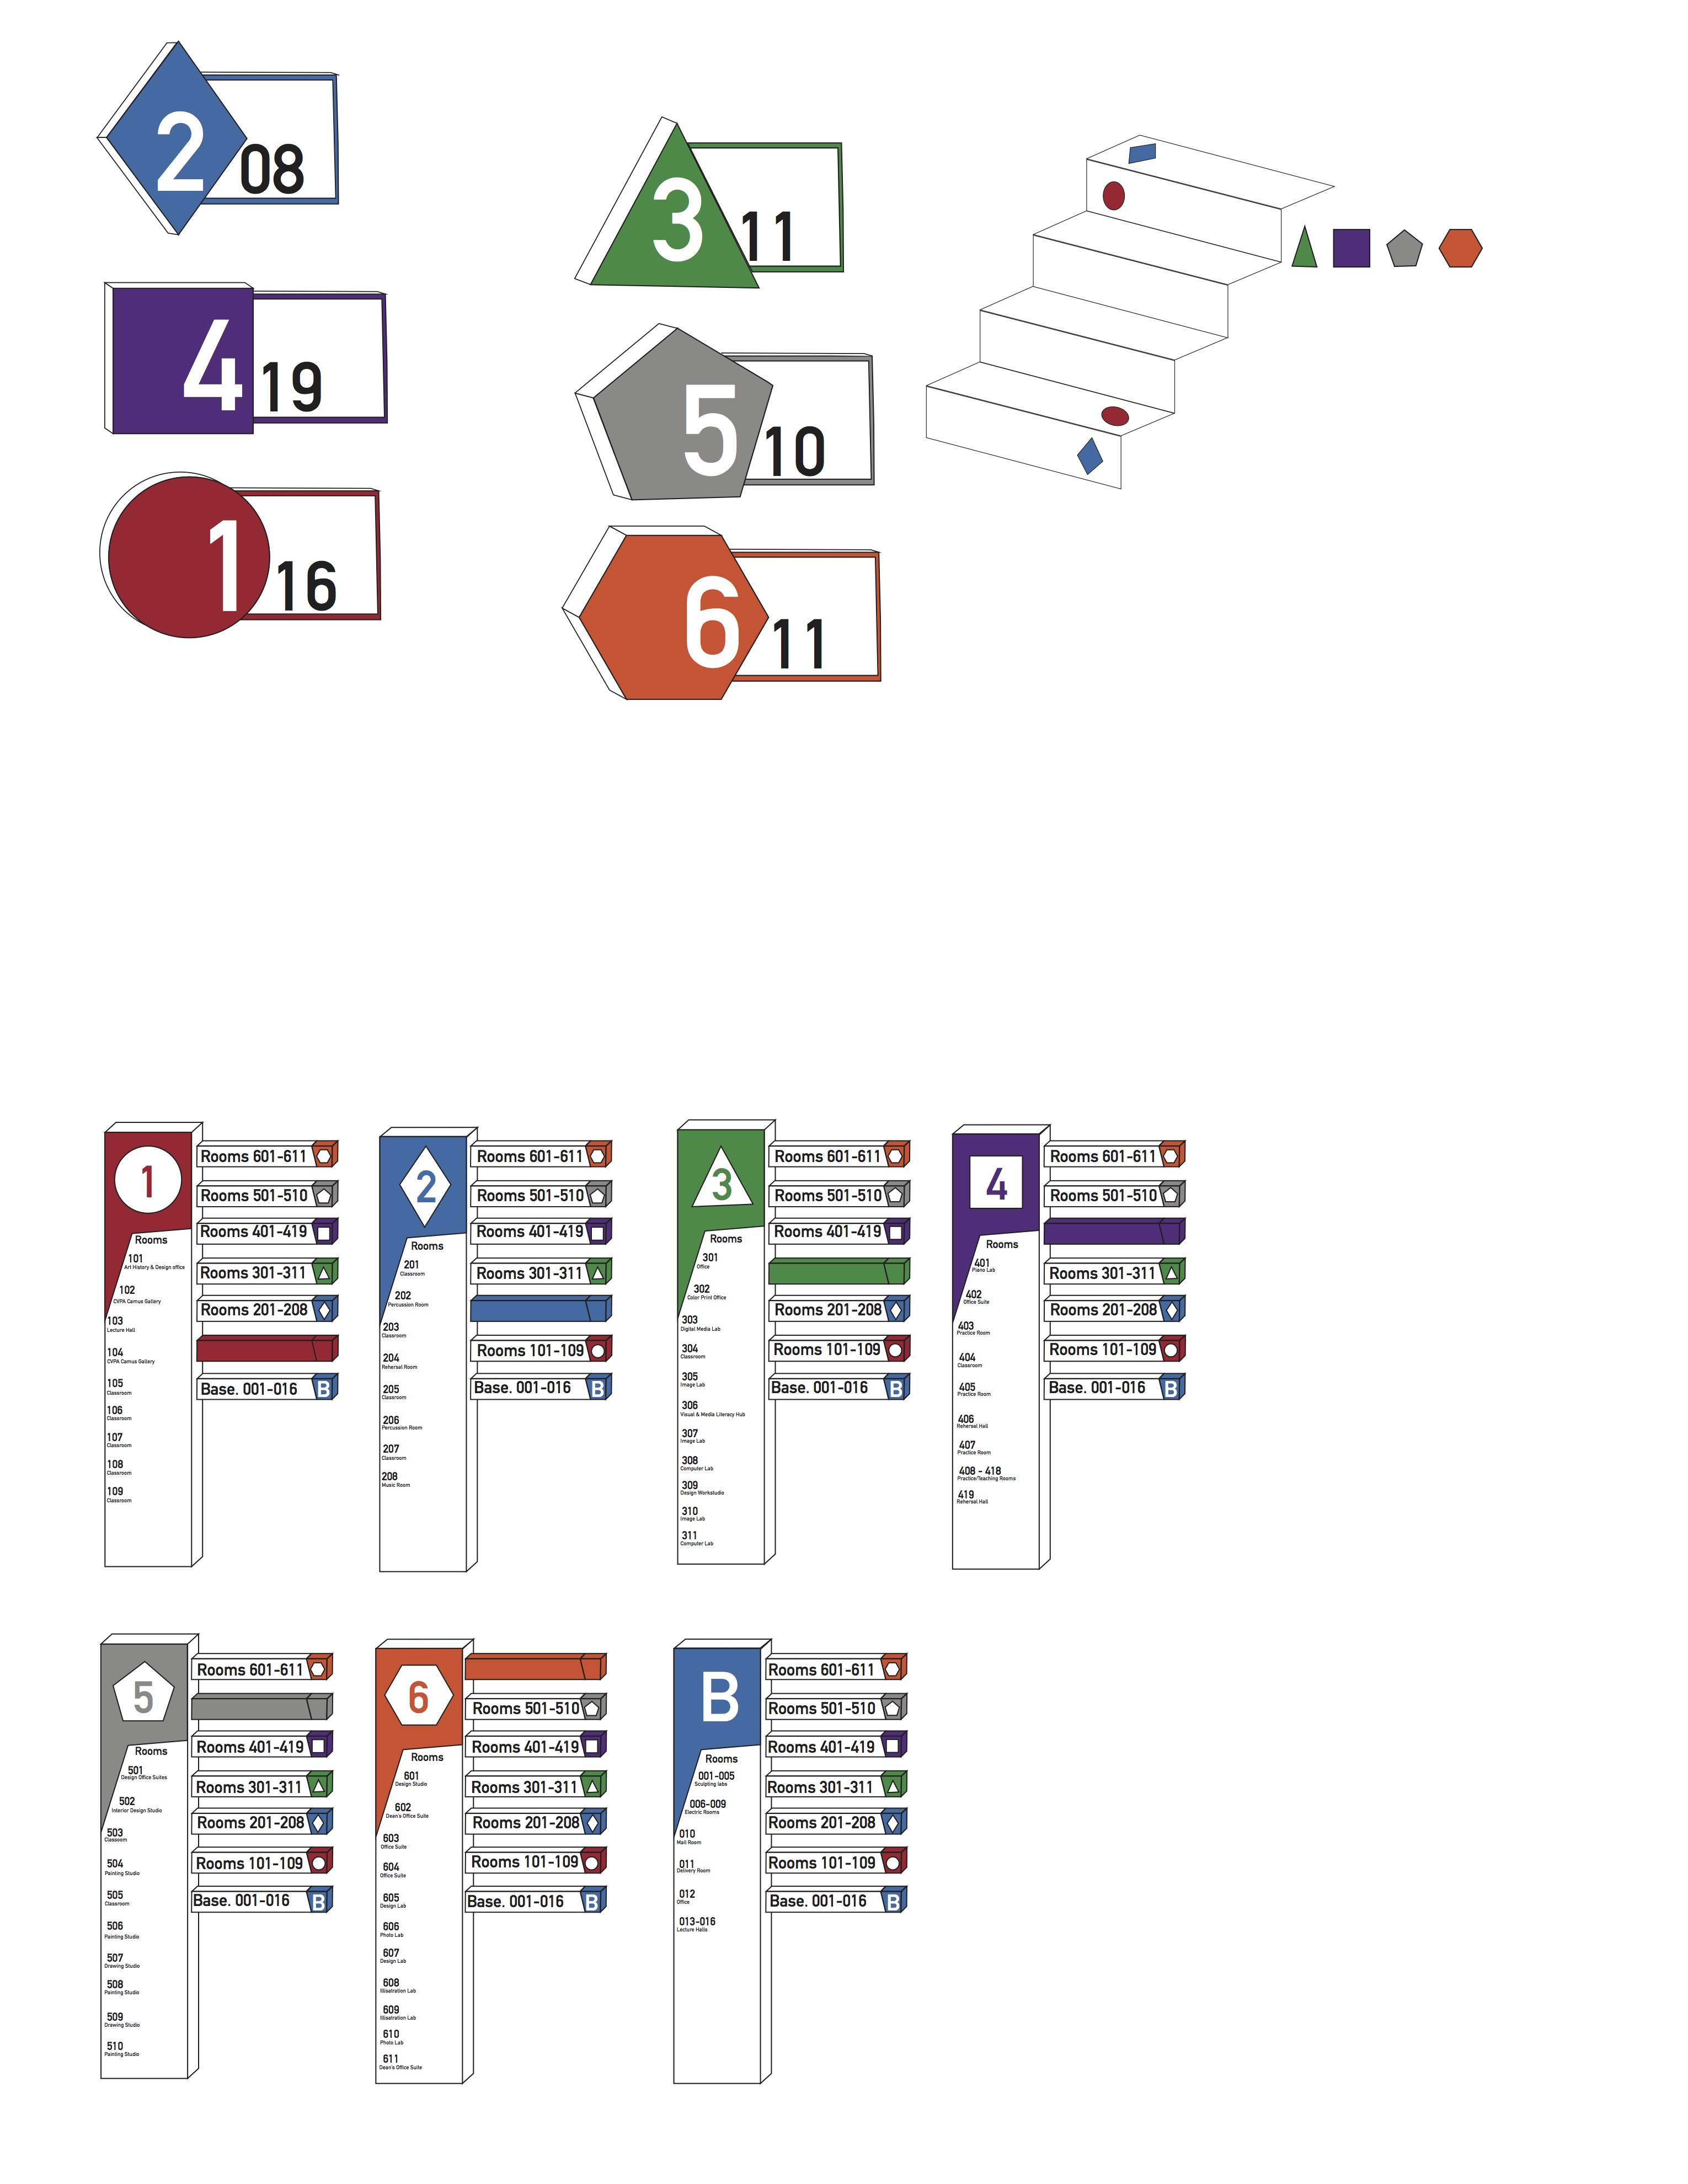 2
08
3
11
4
19
5
10
1
16
6
11
1
Rooms
101
Art History & Design office
102
CVPA Camus Gallery
103
Lecture Hall
104
CVPA Camus Gallery
105
Classroom
106
Classroom
107
Classroom
108
Classroom
109
Classroom
Rooms 601-611
Rooms 501-510
Rooms 401-419
Rooms 301-311
Rooms 201-208
Base. 001-016 B
2
Rooms
201
Classroom
202
Percussion Room
203
Classroom
204
Rehersal Room
205
Classroom
206
Percussion Room
207
Classroom
208
Music Room
Rooms 601-611
Rooms 501-510
Rooms 401-419
Rooms 301-311
Rooms 101-109
Base. 001-016 B
3
Rooms
301
Office
302
Color Print Office
303
Digital Media Lab
304
Classroom
305
Image Lab
306
Visual & Media Literacy Hub
307
Image Lab
308
Computer Lab
309
Design Workstudio
310
Image Lab
311
Computer Lab
Rooms 601-611
Rooms 501-510
Rooms 401-419
Rooms 201-208
Rooms 101-109
Base. 001-016 B
4
Rooms
401
Piano Lab
402
Office Suite
403
Practice Room
404
Classroom
405
Practice Room
406
Rehersal Hall
407
Practice Room
408 - 418
Practice/Teaching Rooms
419
Rehersal Hall
Rooms 601-611
Rooms 501-510
Rooms 301-311
Rooms 201-208
Rooms 101-109
Base. 001-016 B
5
Rooms
501
Design Office Suites
502
Interior Design Studio
503
Classoom
504
Painting Studio
505
Classroom
506
Painting Studio
507
Drawing Studio
508
Painting Studio
509
Drawing Studio
510
Painting Studio
Rooms 601-611
Rooms 401-419
Rooms 301-311
Rooms 201-208
Rooms 101-109
Base. 001-016 B
6
Rooms
601
Design Studio
602
Dean's Office Suite
603
Office Suite
604
Office Suite
605
Design Lab
606
Photo Lab
607
Design Lab
608
Illisatration Lab
609
Illisatration Lab
610
Photo Lab
611
Dean's Office Suite
Rooms 501-510
Rooms 401-419
Rooms 301-311
Rooms 201-208
Rooms 101-109
Base. 001-016 B
B
Rooms
001-005
Sculpting labs
006-009
Electric Rooms
010
Mail Room
011
Delivery Room
012
Office
013-016
Lecture Halls
Rooms 601-611
Rooms 501-510
Rooms 401-419
Rooms 301-311
Rooms 201-208
Rooms 101-109
Base. 001-016 B